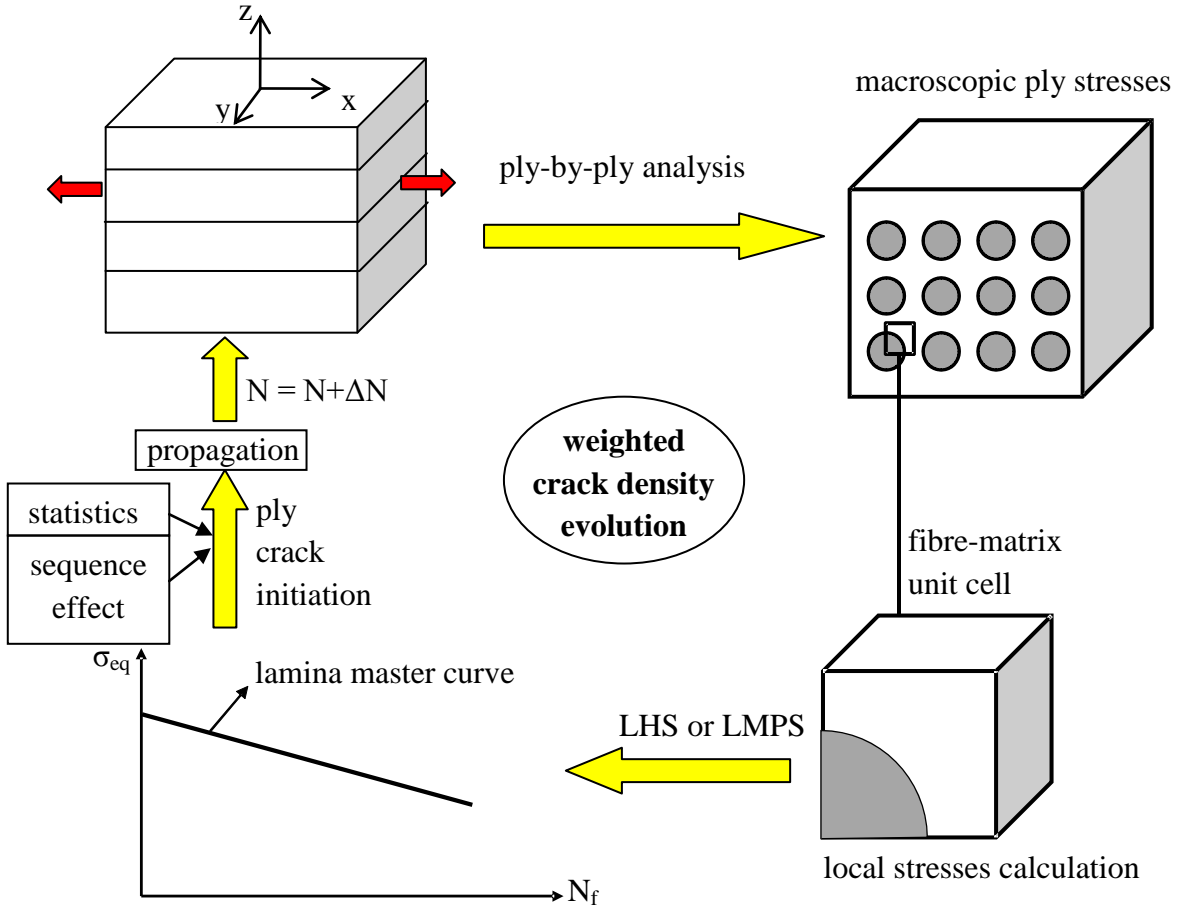 z
x
y
macroscopic ply stresses
ply-by-ply analysis
N = N+ΔN
propagation
statistics
sequence
effect
ply
crack
initiation
weighted
crack density
evolution
fibre-matrix
unit cell
σeq
lamina master curve
LHS or LMPS
local stresses calculation
Nf